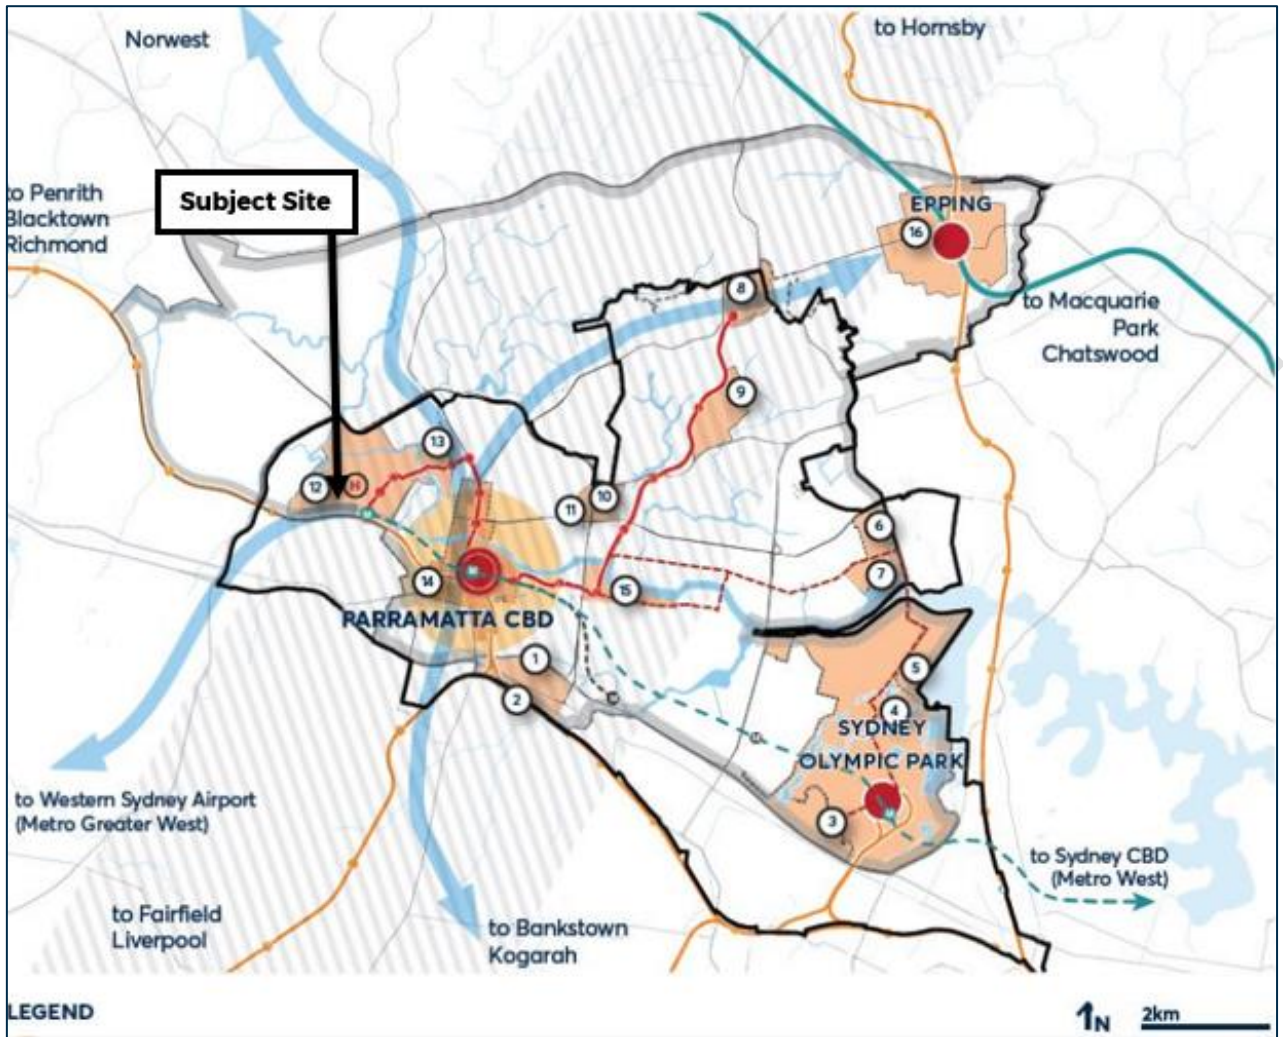 Norwest
to Hornsby
to Penrith
Blacktown
Richmond
Subject Site
EPPING
16
to Macquarie
Park
Chatswood
8
9
13
12
H
10
11
6
7
14
15
PARRAMATTA CBD
1
2
5
4
SYDNEY
OLYMPIC PARK
3
to Western Sydney Airport
(Metro Greater West)
to Sydney CBD
(Metro West)
to Fairfield
Liverpool
to Bankstown
Kogarah
LEGEND
1N
2km